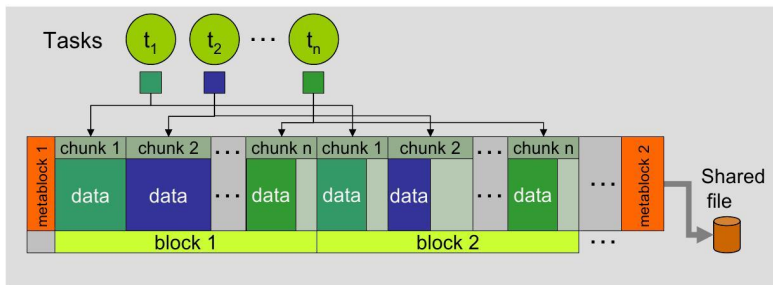 Tasks t1 t2 ··· tn
metablock 1 chunk 1 chunk 2 ··· chunk n chunk 1 chunk 2 ··· chunk n ··· metablock 2
data data ··· data data data ··· data
Shared
file
block 1 block 2 ···